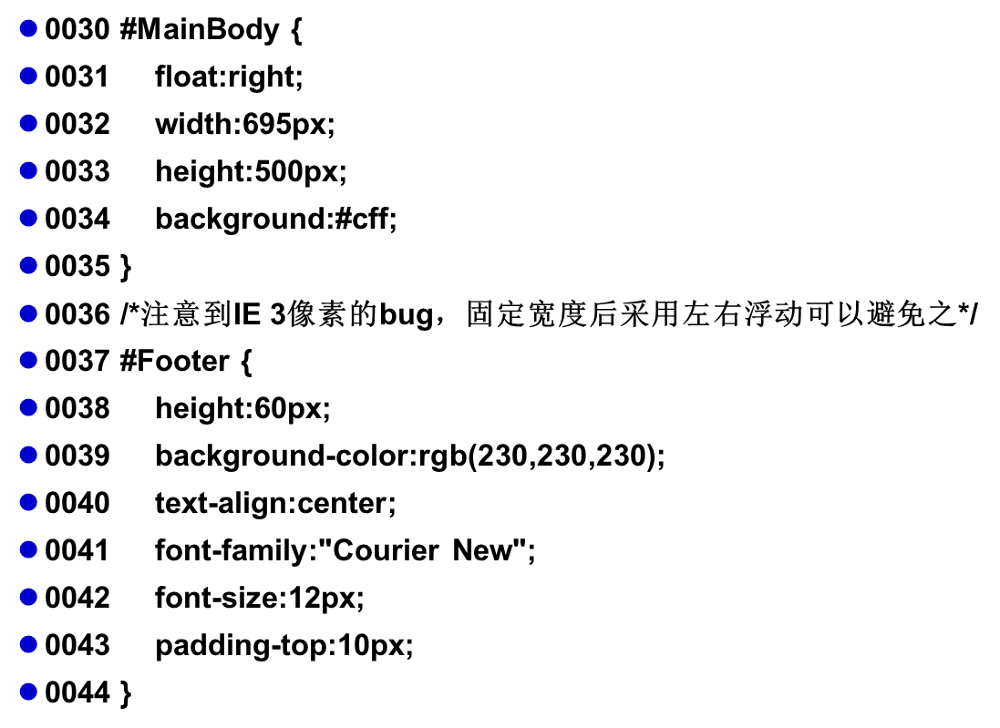 ● 0030 #MainBody {
● 0031 float:right;
● 0032 width:695px;
● 0033 height:500px;
● 0034 background:#cff;
● 0035 }
● 0036 /*注意到IE 3像素的bug，固定宽度后采用左右浮动可以避免之*/
● 0037 #Footer {
● 0038 height:60px;
● 0039 background-color:rgb(230,230,230);
● 0040 text-align:center;
● 0041 font-family:"Courier New";
● 0042 font-size:12px;
● 0043 padding-top:10px;
● 0044 }